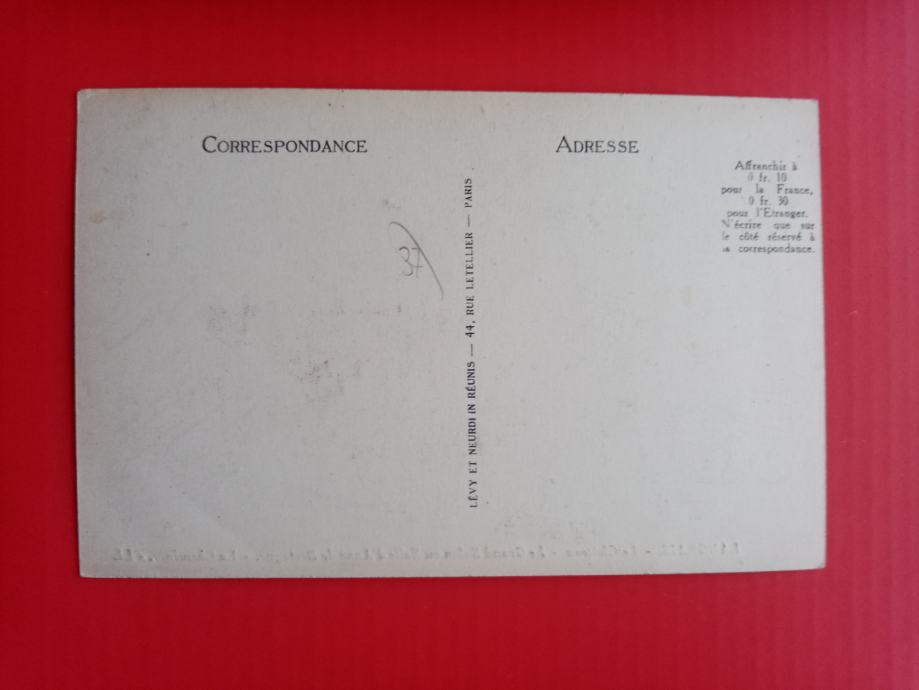 CORRESPONDANCE
ADRESSE
Affranchir à
0 fr. 10
pour la France,
0 fr. 30
pour l'Etranger.
N'écrire que sur
le côté réservé à
la correspondance.
37
LÉVY ET NEURDIN RÉUNIS — 44, RUE LETELLIER — PARIS